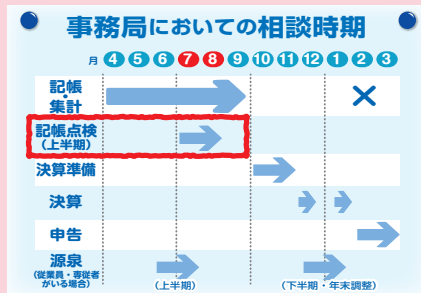 事務局においての相談時期
月 4 5 6 7 8 9 10 11 12 1 2 3
記帳
・
集計
記帳点検
(上半期)
決算準備
決算
申告
源泉
(従業員・専従者
がいる場合)
(上半期) (下半期・年末調整)